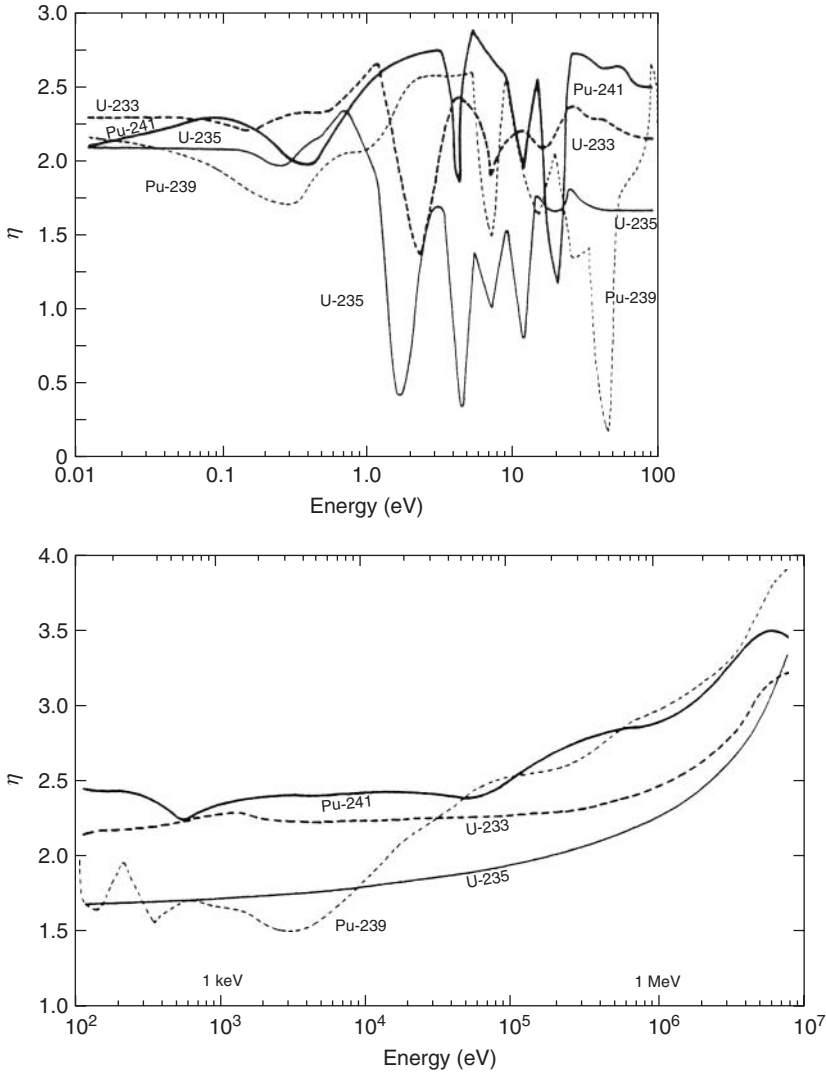 3.0
2.5
2.0
1.5
1.0
0.5
0
η
U-233
Pu-241
U-235
Pu-239
U-235
Pu-241
U-233
U-235
Pu-239
0.01 0.1 1.0 10 100
Energy (eV)
4.0
3.5
3.0
2.5
2.0
1.5
1.0
η
Pu-241
U-233
U-235
Pu-239
1 keV 1 MeV
10² 10³ 10⁴ 10⁵ 10⁶ 10⁷
Energy (eV)